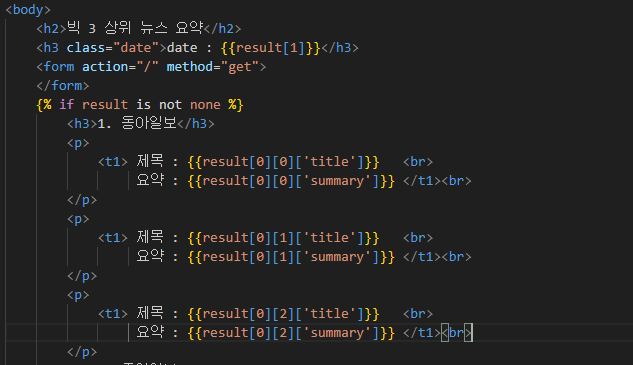 <body>
<h2>빅 3 상위 뉴스 요약</h2>
<h3 class="date">date : {{result[1]}}</h3>
<form action="/" method="get">
</form>
{% if result is not none %}
<h3>1. 동아일보</h3>
<p>
<t1> 제목 : {{result[0][0]['title']}} <br>
요약 : {{result[0][0]['summary']}} </t1><br>
</p>
<p>
<t1> 제목 : {{result[0][1]['title']}} <br>
요약 : {{result[0][1]['summary']}} </t1><br>
</p>
<p>
<t1> 제목 : {{result[0][2]['title']}} <br>
요약 : {{result[0][2]['summary']}} </t1><br>
</p>